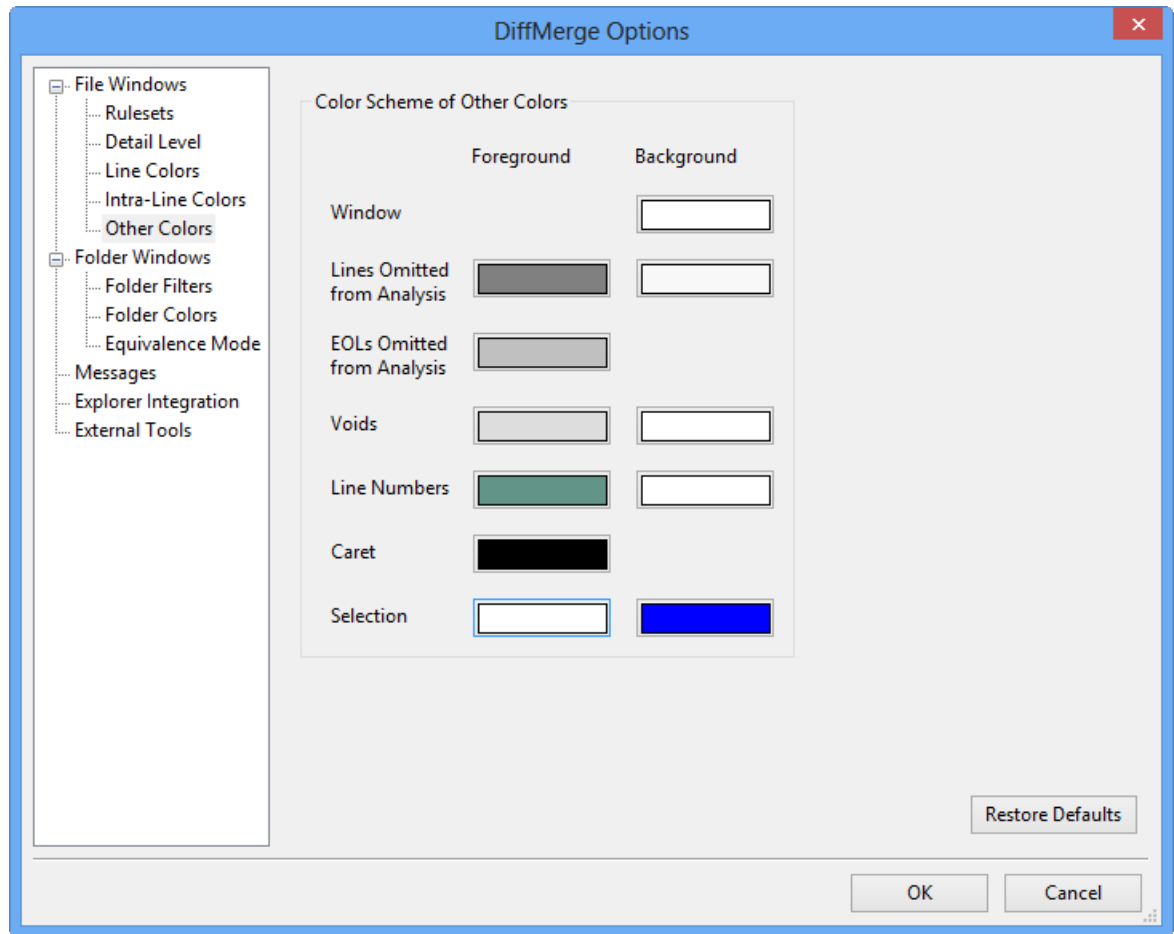 DiffMerge Options
File Windows
Rulesets
Detail Level
Line Colors
Intra-Line Colors
Other Colors
Folder Windows
Folder Filters
Folder Colors
Equivalence Mode
Messages
Explorer Integration
External Tools
Color Scheme of Other Colors
Foreground Background
Window
Lines Omitted
from Analysis
EOLs Omitted
from Analysis
Voids
Line Numbers
Caret
Selection
Restore Defaults
OK Cancel